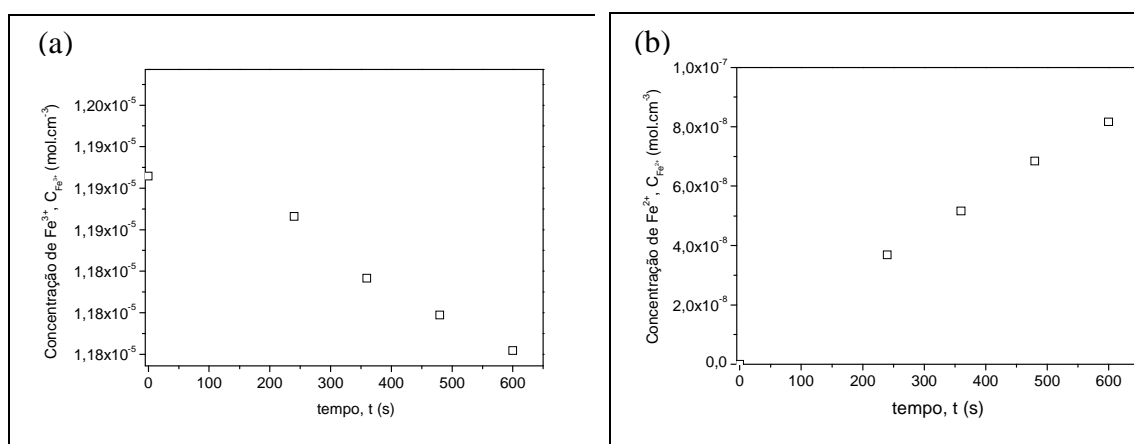 (a)
Concentração de Fe³⁺, C_Fe³⁺ (mol.cm⁻³)
1,20x10⁻⁵
1,19x10⁻⁵
1,19x10⁻⁵
1,19x10⁻⁵
1,18x10⁻⁵
1,18x10⁻⁵
1,18x10⁻⁵
0 100 200 300 400 500 600
tempo, t (s)
(b)
Concentração de Fe²⁺, C_Fe²⁺ (mol.cm⁻³)
1,0x10⁻⁷
8,0x10⁻⁸
6,0x10⁻⁸
4,0x10⁻⁸
2,0x10⁻⁸
0,0
0 100 200 300 400 500 600
tempo, t (s)